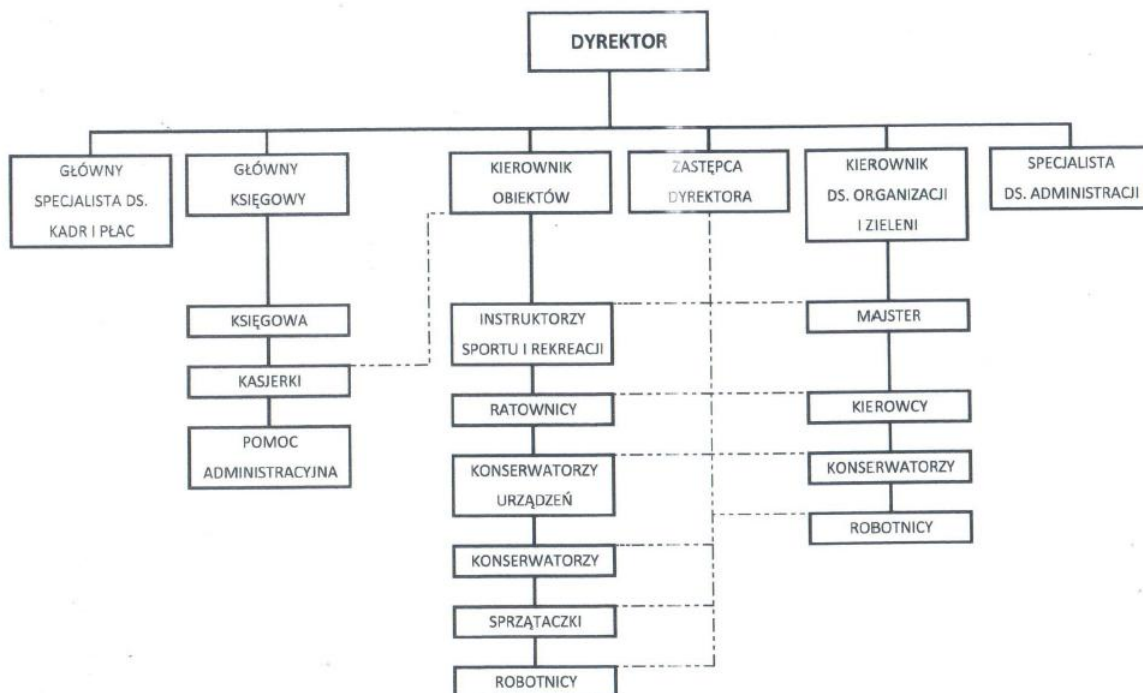 DYREKTOR
GŁÓWNY
SPECJALISTA DS.
KADR I PŁAC
GŁÓWNY
KSIĘGOWY
KIEROWNIK
OBIEKTÓW
ZASTĘPCA
DYREKTORA
KIEROWNIK
DS. ORGANIZACJI
I ZIELENI
SPECJALISTA
DS. ADMINISTRACJI
KSIĘGOWA
KASJERKI
POMOC
ADMINISTRACYJNA
INSTRUKTORZY
SPORTU I REKREACJI
RATOWNICY
KONSERWATORZY
URZĄDZEŃ
KONSERWATORZY
SPRZĄTACZKI
ROBOTNICY
MAJSTER
KIEROWCY
KONSERWATORZY
ROBOTNICY